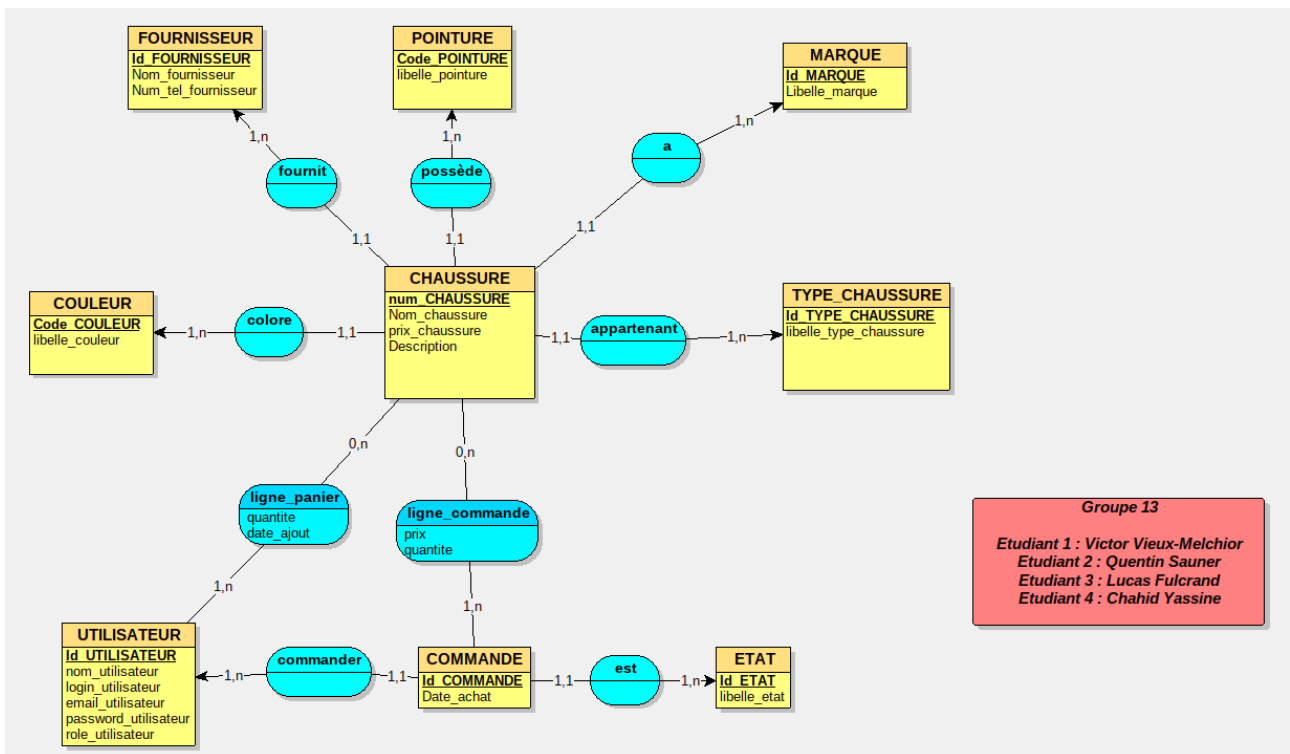 FOURNISSEUR
Id_FOURNISSEUR
Nom_fournisseur
Num_tel_fournisseur
POINTURE
Code_POINTURE
libelle_pointure
MARQUE
Id_MARQUE
Libelle_marque
1,n
1,n
1,n
fournit
possède
a
1,1
1,1
1,1
COULEUR
Code_COULEUR
libelle_couleur
1,n
colore
1,1
CHAUSSURE
num_CHAUSSURE
Nom_chaussure
prix_chaussure
Description
1,1
appartenant
1,n
TYPE_CHAUSSURE
Id_TYPE_CHAUSSURE
libelle_type_chaussure
0,n
0,n
ligne_panier
quantite
date_ajout
ligne_commande
prix
quantite
1,n
1,n
Groupe 13
Etudiant 1 : Victor Vieux-Melchior
Etudiant 2 : Quentin Sauner
Etudiant 3 : Lucas Fulcrand
Etudiant 4 : Chahid Yassine
UTILISATEUR
Id_UTILISATEUR
nom_utilisateur
login_utilisateur
email_utilisateur
password_utilisateur
role_utilisateur
1,n
commander
1,1
COMMANDE
Id_COMMANDE
Date_achat
1,1
est
1,n
ETAT
Id_ETAT
libelle_etat